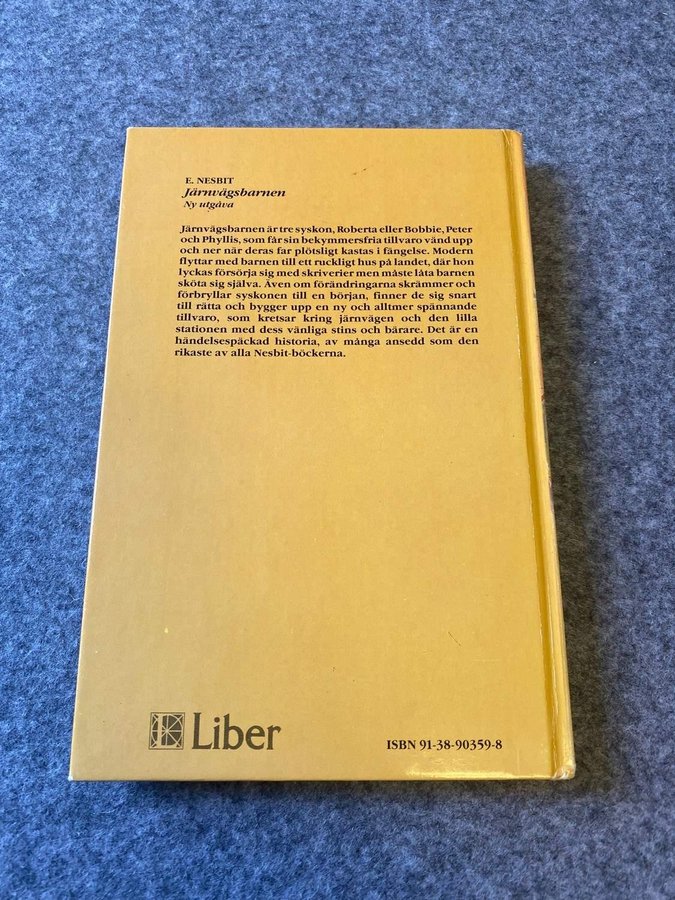 E. NESBIT
Järnvägsbarnen
Ny utgåva
Järnvägsbarnen är tre syskon, Roberta eller Bobbie, Peter
och Phyllis, som får sin bekymmersfria tillvaro vänd upp
och ner när deras far plötsligt kastas i fängelse. Modern
flyttar med barnen till ett ruckligt hus på landet, där hon
lyckas försörja sig med skriverier men måste låta barnen
sköta sig själva. Även om förändringarna skrämmer och
förbryllar syskonen till en början, finner de sig snart
till rätta och bygger upp en ny och alltmer spännande
tillvaro, som kretsar kring järnvägen och den lilla
stationen med dess vänliga stins och bärare. Det är en
händelsespäckad historia, av många ansedd som den
rikaste av alla Nesbit-böckerna.
Liber
ISBN 91-38-90359-8